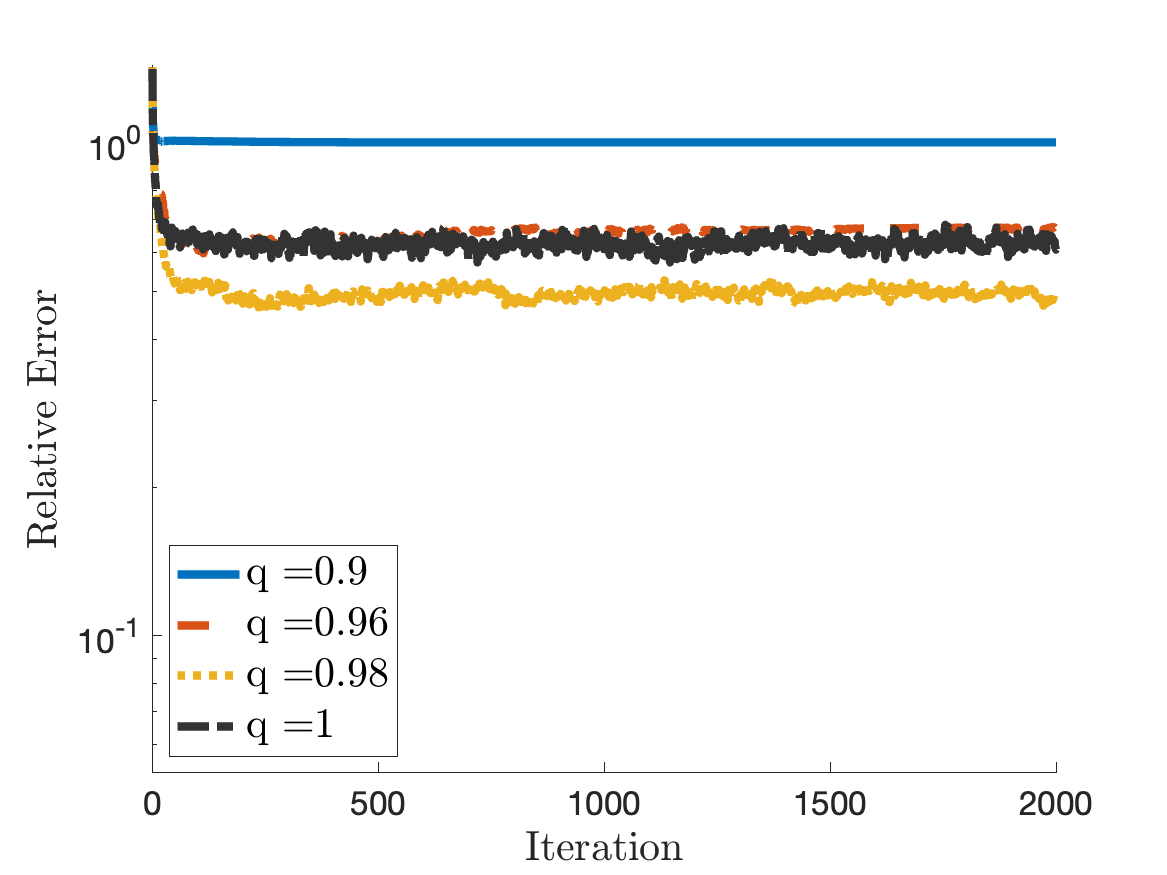 10^0
Relative Error
10^-1
q =0.9
q =0.96
q =0.98
q =1
0 500 1000 1500 2000
Iteration